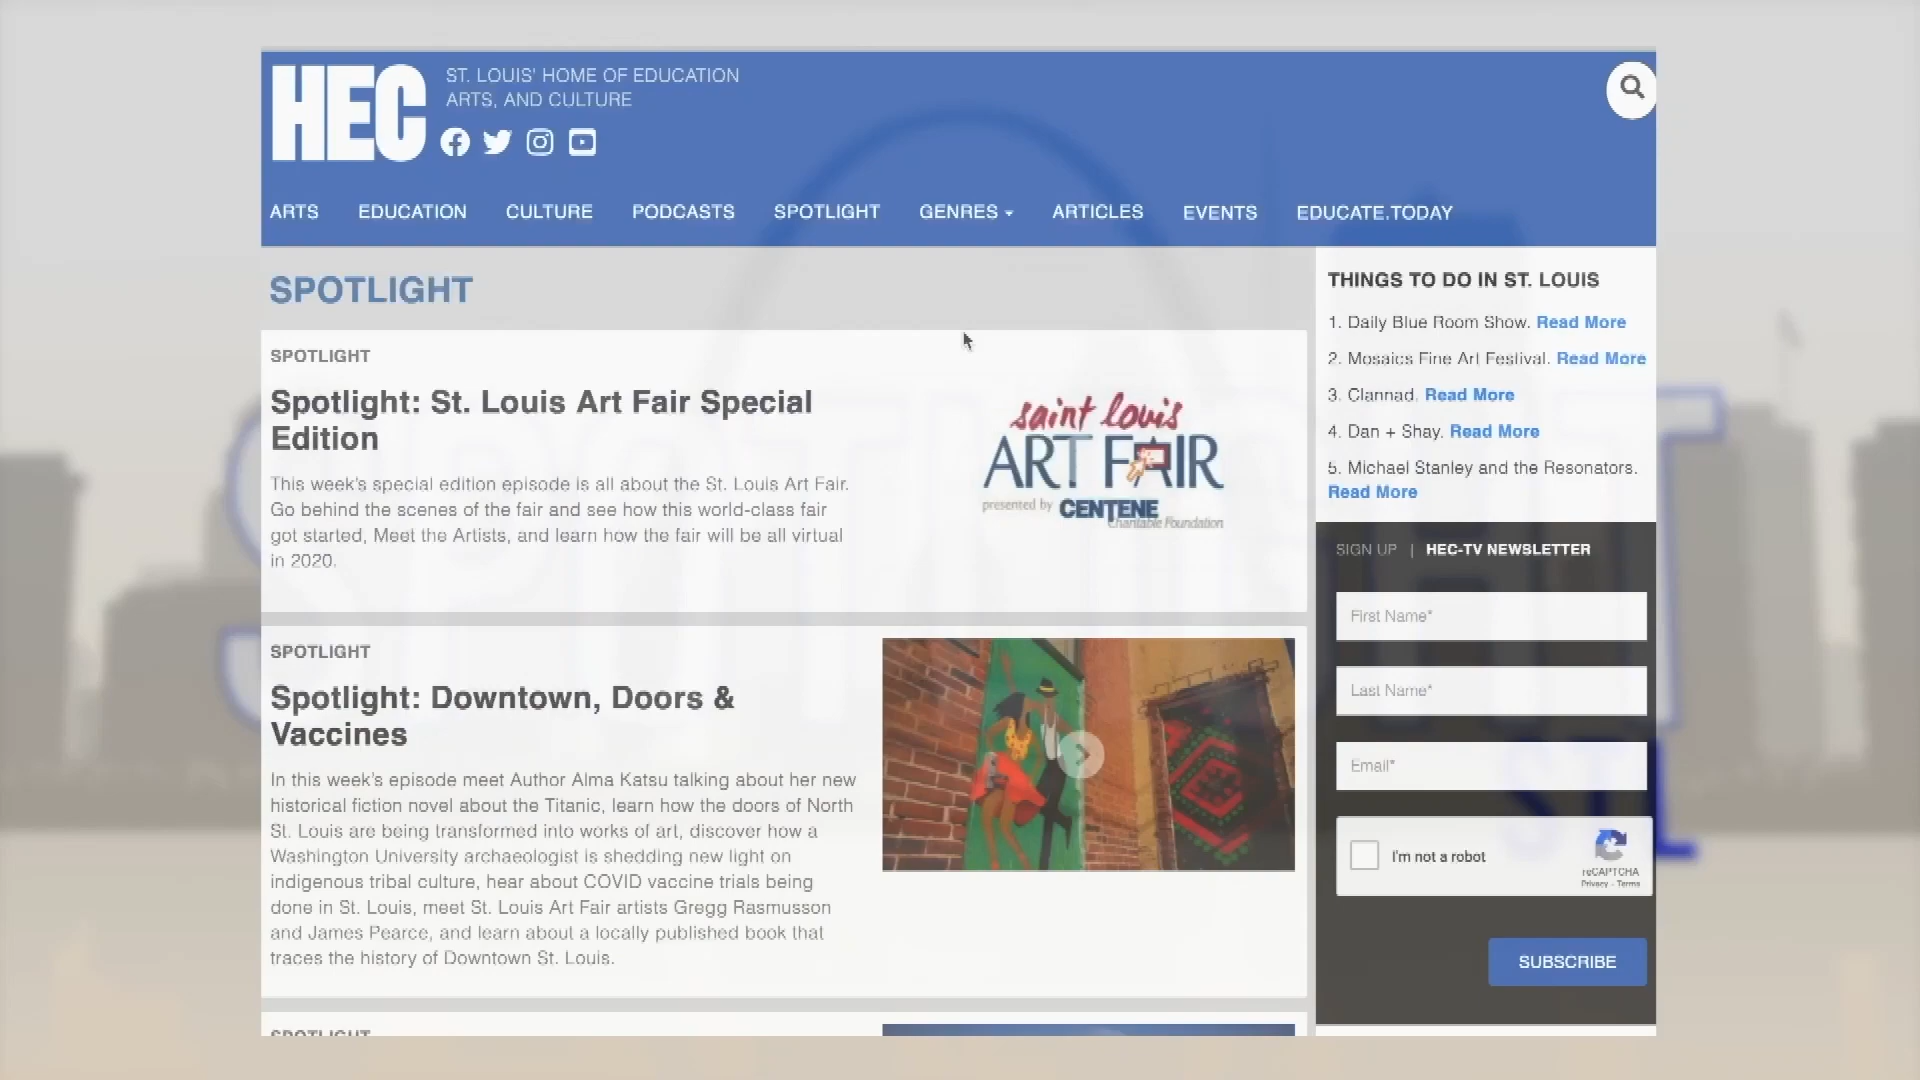 HEC
ST. LOUIS' HOME OF EDUCATION
ARTS, AND CULTURE
ARTS EDUCATION CULTURE PODCASTS SPOTLIGHT GENRES ARTICLES EVENTS EDUCATE.TODAY
SPOTLIGHT
SPOTLIGHT
Spotlight: St. Louis Art Fair Special
Edition
This week's special edition episode is all about the St. Louis Art Fair.
Go behind the scenes of the fair and see how this world-class fair
got started, Meet the Artists, and learn how the fair will be all virtual
in 2020.
saint louis
ART FAIR
presented by CENTENE
Charitable Foundation
SPOTLIGHT
Spotlight: Downtown, Doors &
Vaccines
In this week's episode meet Author Alma Katsu talking about her new
historical fiction novel about the Titanic, learn how the doors of North
St. Louis are being transformed into works of art, discover how a
Washington University archaeologist is shedding new light on
indigenous tribal culture, hear about COVID vaccine trials being
done in St. Louis, meet St. Louis Art Fair artists Gregg Rasmusson
and James Pearce, and learn about a locally published book that
traces the history of Downtown St. Louis.
SPOTLIGHT
THINGS TO DO IN ST. LOUIS
1. Daily Blue Room Show. Read More
2. Mosaics Fine Art Festival. Read More
3. Clannad. Read More
4. Dan + Shay. Read More
5. Michael Stanley and the Resonators.
Read More
SIGN UP | HEC-TV NEWSLETTER
First Name*
Last Name*
Email*
I'm not a robot
reCAPTCHA
Privacy - Terms
SUBSCRIBE
SPOTLIGHT
STL